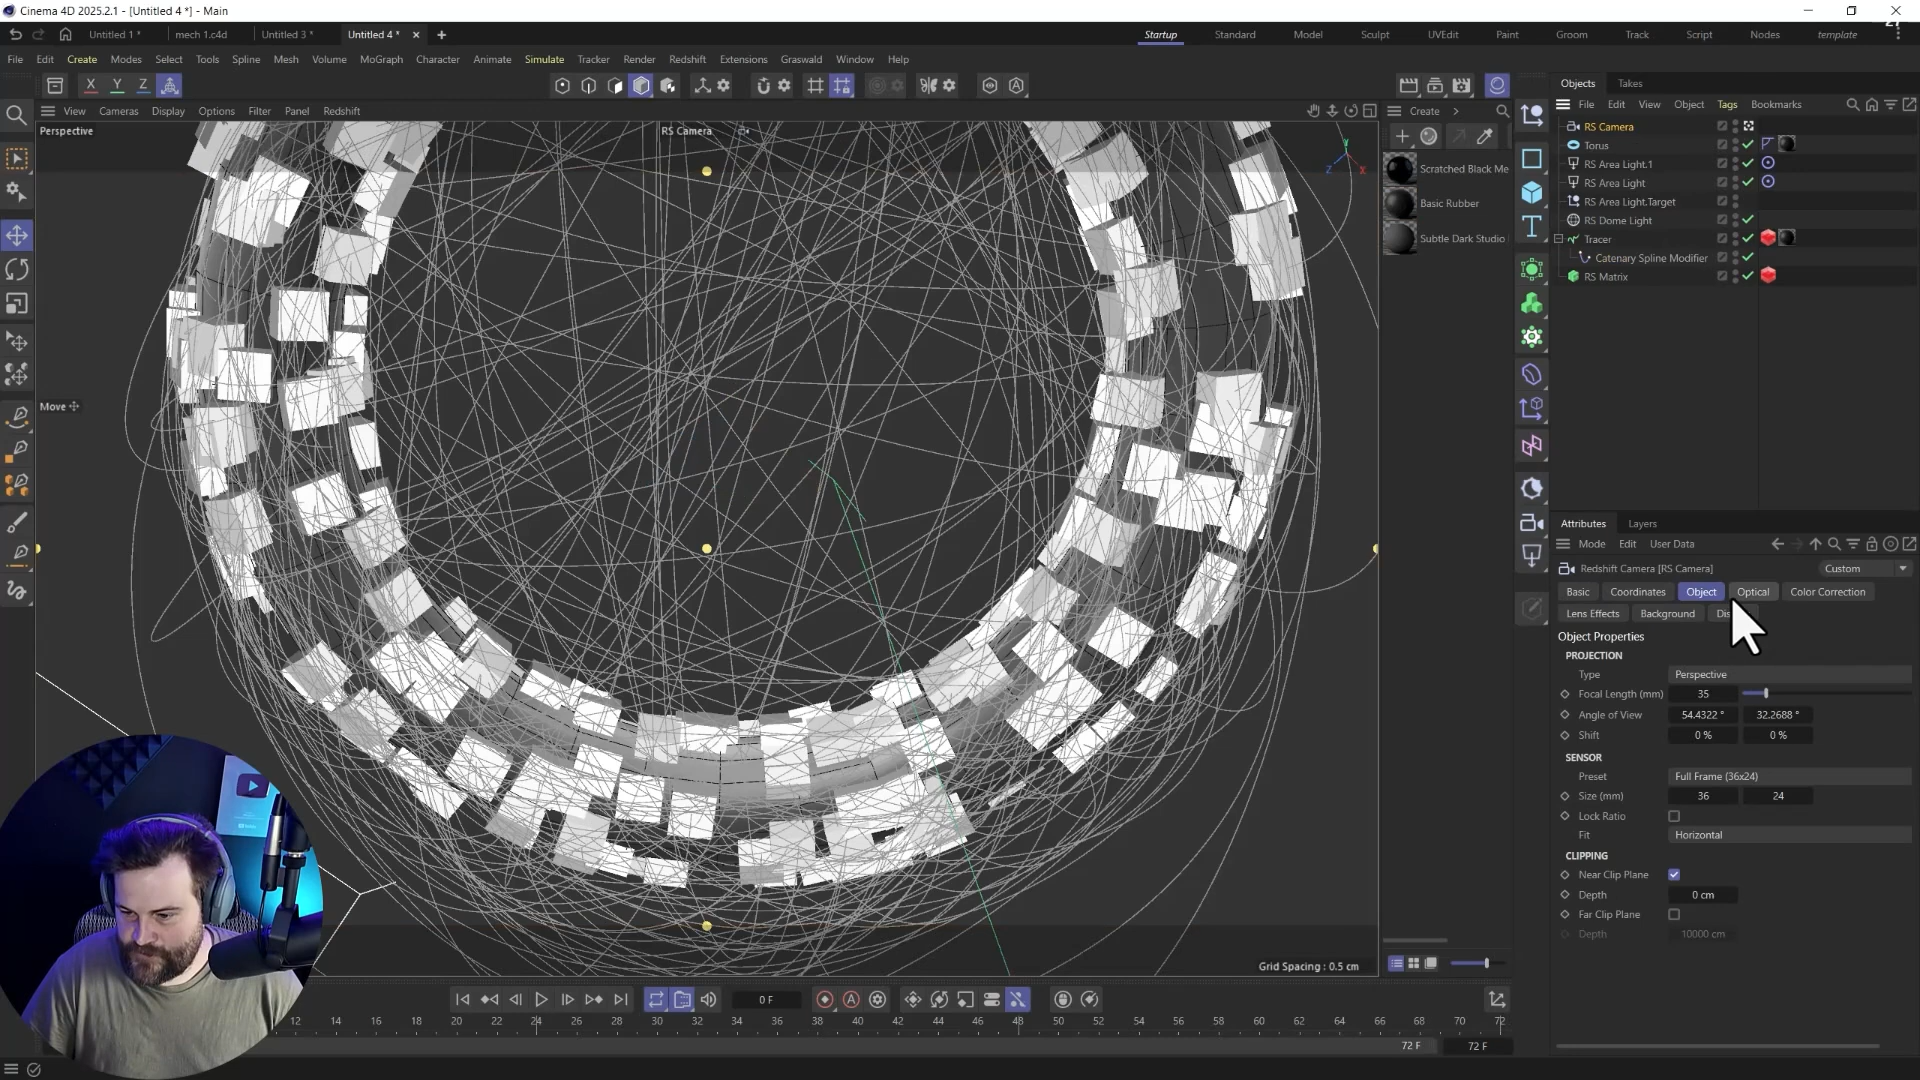 Cinema 4D 2025.2.1 - [Untitled 4 *] - Main
Untitled 1 *
mech 1.c4d
Untitled 3 *
Untitled 4 *
Startup
Standard
Model
Sculpt
UVEdit
Paint
Groom
Track
Script
Nodes
template
File Edit Create Modes Select Tools Spline Mesh Volume MoGraph Character Animate Simulate Tracker Render Redshift Extensions Graswald Window Help
X Y Z
View Cameras Display Options Filter Panel Redshift
Perspective
RS Camera
Y
Z
X
Move
Grid Spacing : 0.5 cm
Create
Scratched Black Me
Basic Rubber
Subtle Dark Studio
Objects
Takes
File Edit View Object Tags Bookmarks
RS Camera
Torus
RS Area Light.1
RS Area Light
RS Area Light.Target
RS Dome Light
Tracer
Catenary Spline Modifier
RS Matrix
Attributes
Layers
Mode Edit User Data
Redshift Camera [RS Camera]
Custom
Basic
Coordinates
Object
Optical
Color Correction
Lens Effects
Background
Object Properties
PROJECTION
Type Perspective
Focal Length (mm) 35
Angle of View 54.4322 ° 32.2688 °
Shift 0 % 0 %
SENSOR
Preset Full Frame (36x24)
Size (mm) 36 24
Lock Ratio
Fit Horizontal
CLIPPING
Near Clip Plane
Depth 0 cm
Far Clip Plane
Depth 10000 cm
0 F
12 14 16 18 20 22 24 26 28 30 32 34 36 38 40 42 44 46 48 50 52 54 56 58 60 62 64 66 68 70 72
72 F
72 F